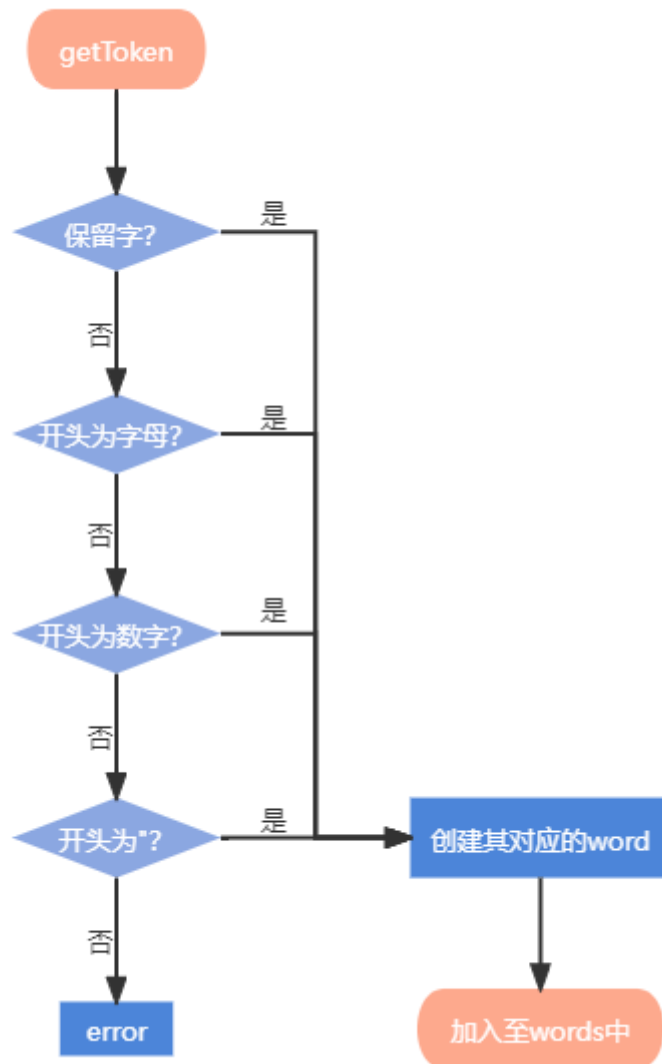 getToken
保留字?
是
否
开头为字母?
是
否
开头为数字?
是
否
开头为"?
是
创建其对应的word
否
error
加入至words中